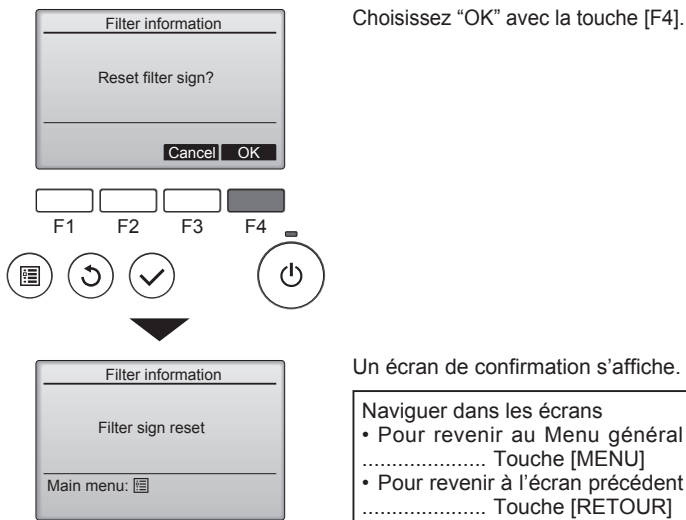 Filter information
Choisissez “OK” avec la touche [F4].
Reset filter sign?
Cancel OK
F1 F2 F3 F4
Filter information
Filter sign reset
Main menu:
Un écran de confirmation s’affiche.
Naviguer dans les écrans
• Pour revenir au Menu général
..................... Touche [MENU]
• Pour revenir à l’écran précédent
..................... Touche [RETOUR]